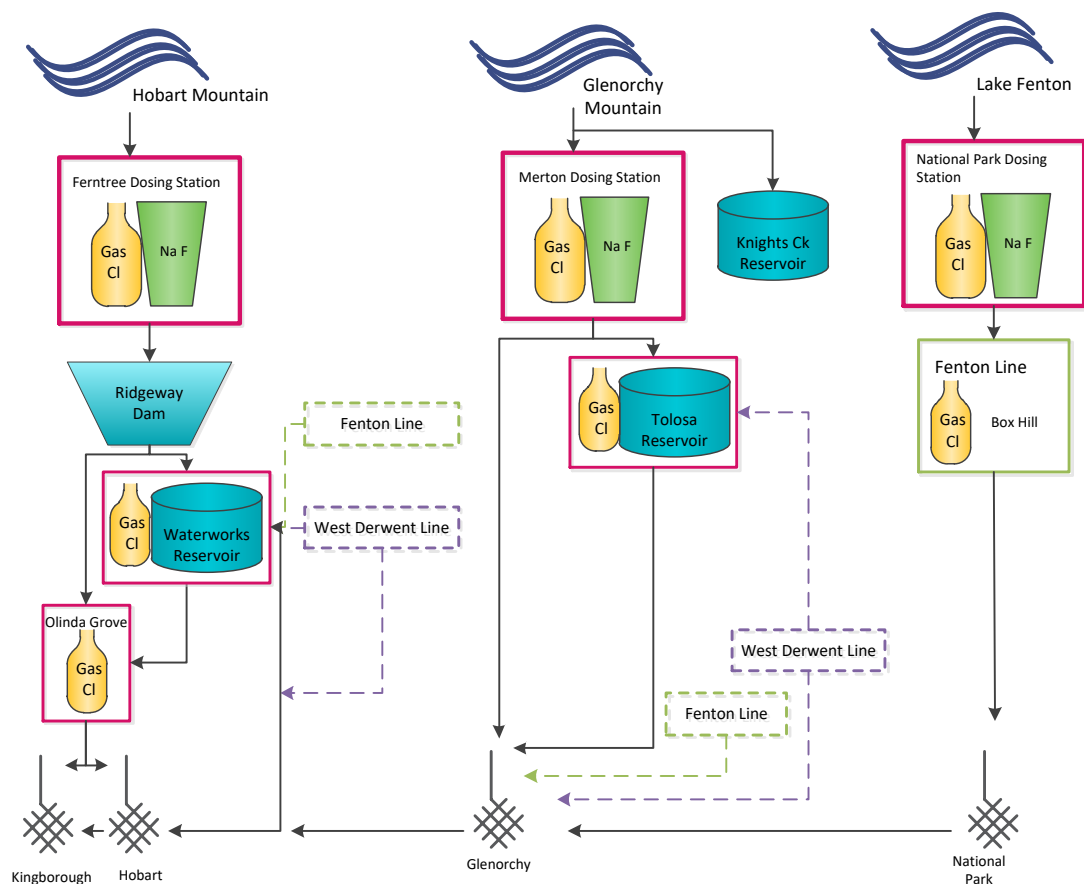 Hobart Mountain
Glenorchy
Mountain
Lake Fenton
Ferntree Dosing Station
Gas
Cl
Na F
Merton Dosing Station
Gas
Cl
Na F
Knights Ck
Reservoir
National Park Dosing
Station
Gas
Cl
Na F
Ridgeway
Dam
Fenton Line
Gas
Cl
Tolosa
Reservoir
Fenton Line
Gas
Cl
Box Hill
Gas
Cl
Waterworks
Reservoir
West Derwent Line
Olinda Grove
Gas
Cl
West Derwent Line
Fenton Line
Kingborough
Hobart
Glenorchy
National
Park